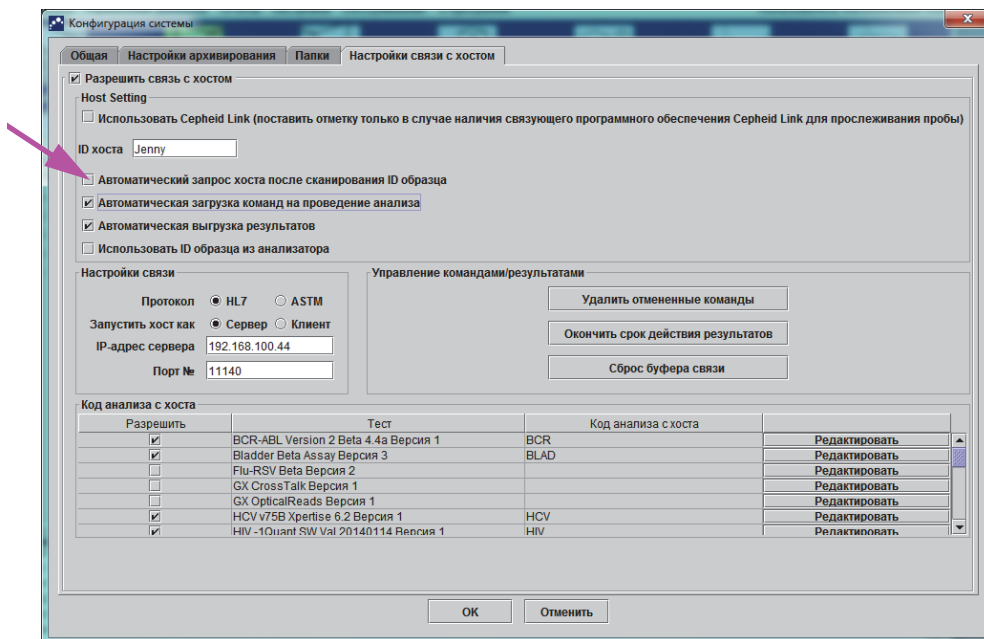 Конфигурация системы
Общая Настройки архивирования Папки Настройки связи с хостом
Разрешить связь с хостом
Host Setting
Использовать Cepheid Link (поставить отметку только в случае наличия связующего программного обеспечения Cepheid Link для прослеживания пробы)
ID хоста Jenny
Автоматический запрос хоста после сканирования ID образца
Автоматическая загрузка команд на проведение анализа
Автоматическая выгрузка результатов
Использовать ID образца из анализатора
Настройки связи
Протокол HL7 ASTM
Запустить хост как Сервер Клиент
IP-адрес сервера 192.168.100.44
Порт № 11140
Управление командами/результатами
Удалить отмененные команды
Окончить срок действия результатов
Сброс буфера связи
Код анализа с хоста
Разрешить Тест Код анализа с хоста
BCR-ABL Version 2 Beta 4.4a Версия 1 BCR Редактировать
Bladder Beta Assay Версия 3 BLAD Редактировать
Flu-RSV Beta Версия 2 Редактировать
GX CrossTalk Версия 1 Редактировать
GX OpticalReads Версия 1 Редактировать
HCV v75B Xpertise 6.2 Версия 1 HCV Редактировать
HIV -1Quant SW Val 20140114 Версия 1 HIV Редактировать
OK Отменить